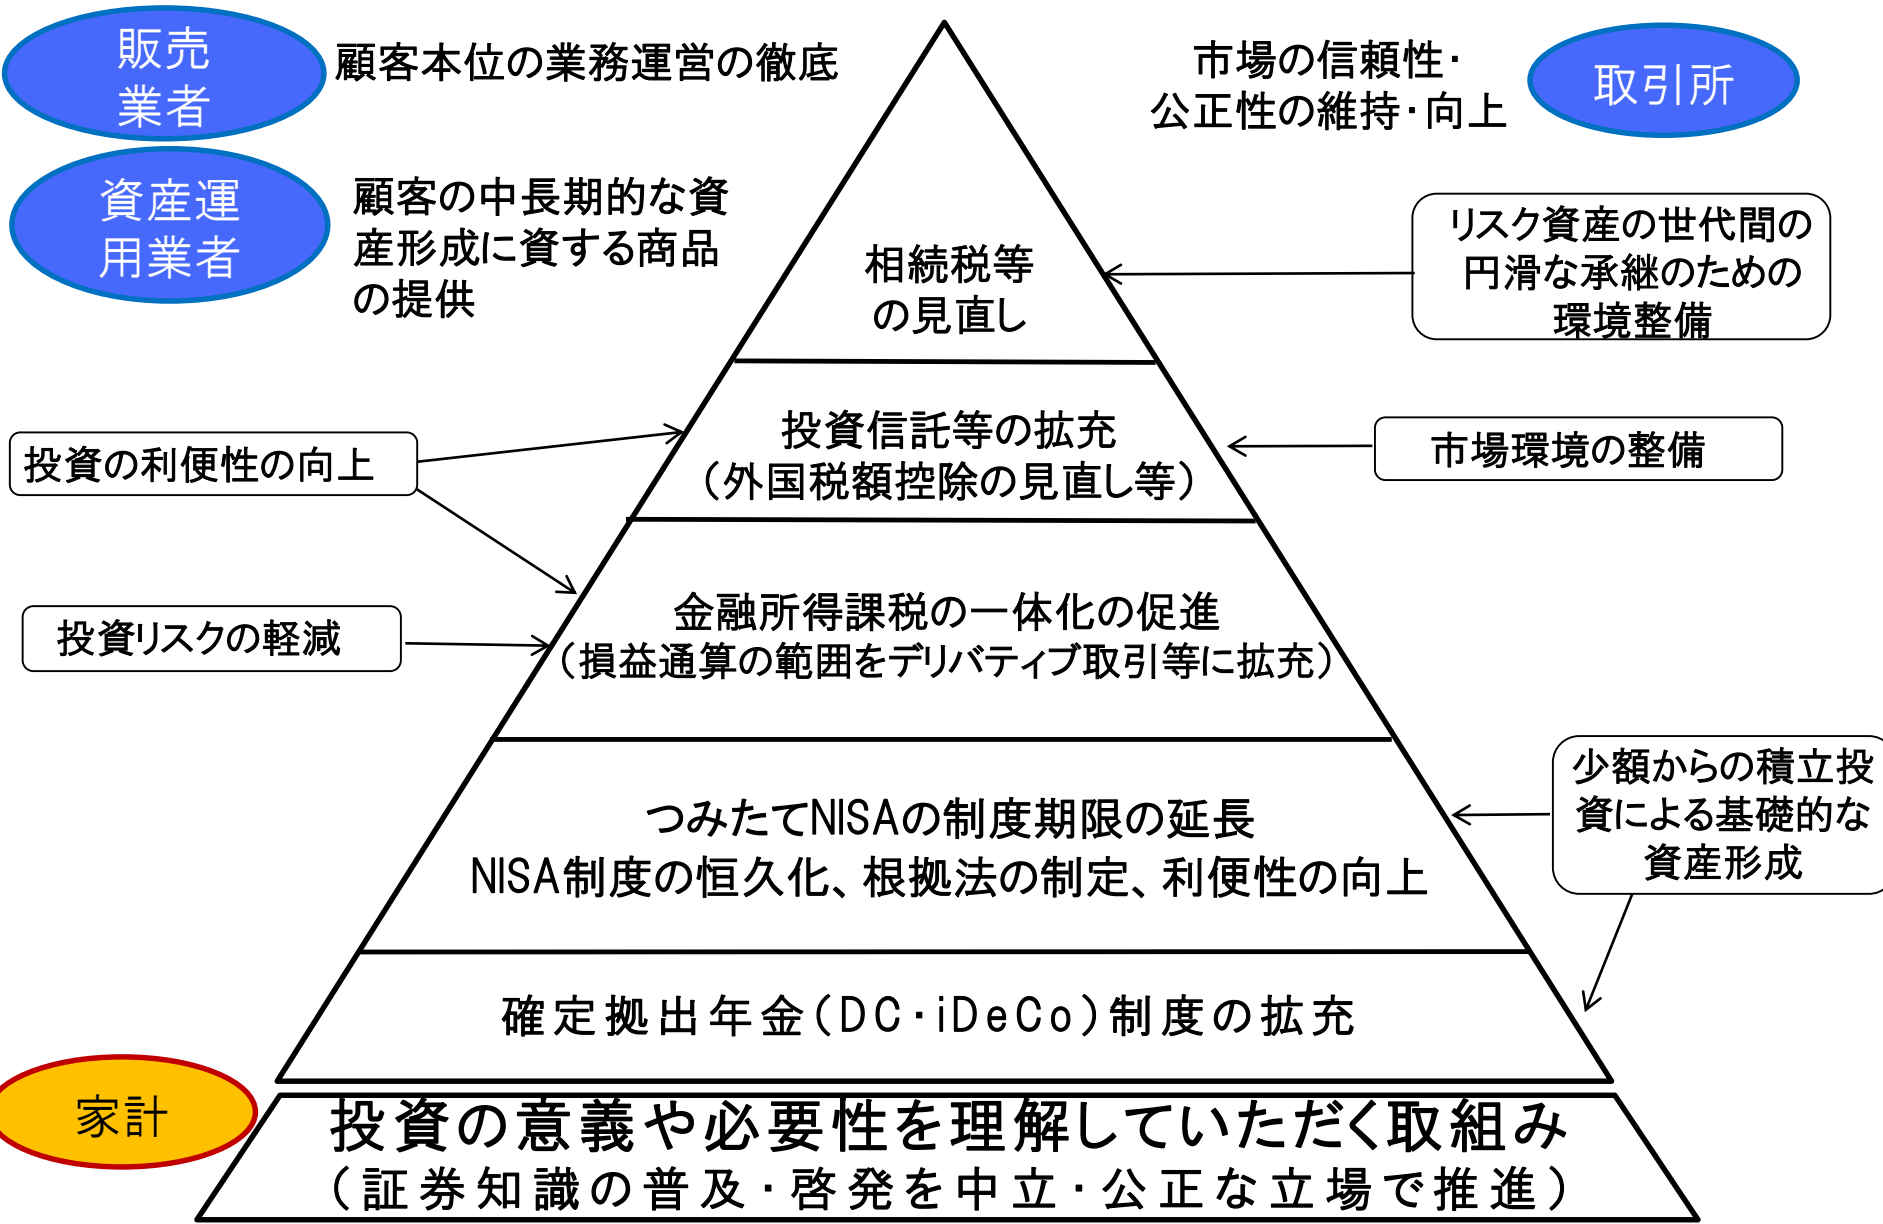 販売
業者
顧客本位の業務運営の徹底
市場の信頼性・
公正性の維持・向上
取引所
資産運
用業者
顧客の中長期的な資
産形成に資する商品
の提供
相続税等
の見直し
リスク資産の世代間の
円滑な承継のための
環境整備
投資の利便性の向上
投資信託等の拡充
（外国税額控除の見直し等）
市場環境の整備
投資リスクの軽減
金融所得課税の一体化の促進
（損益通算の範囲をデリバティブ取引等に拡充）
つみたてNISAの制度期限の延長
NISA制度の恒久化、根拠法の制定、利便性の向上
少額からの積立投
資による基礎的な
資産形成
確定拠出年金（DC・iDeCo）制度の拡充
家計
投資の意義や必要性を理解していただく取組み
（証券知識の普及・啓発を中立・公正な立場で推進）